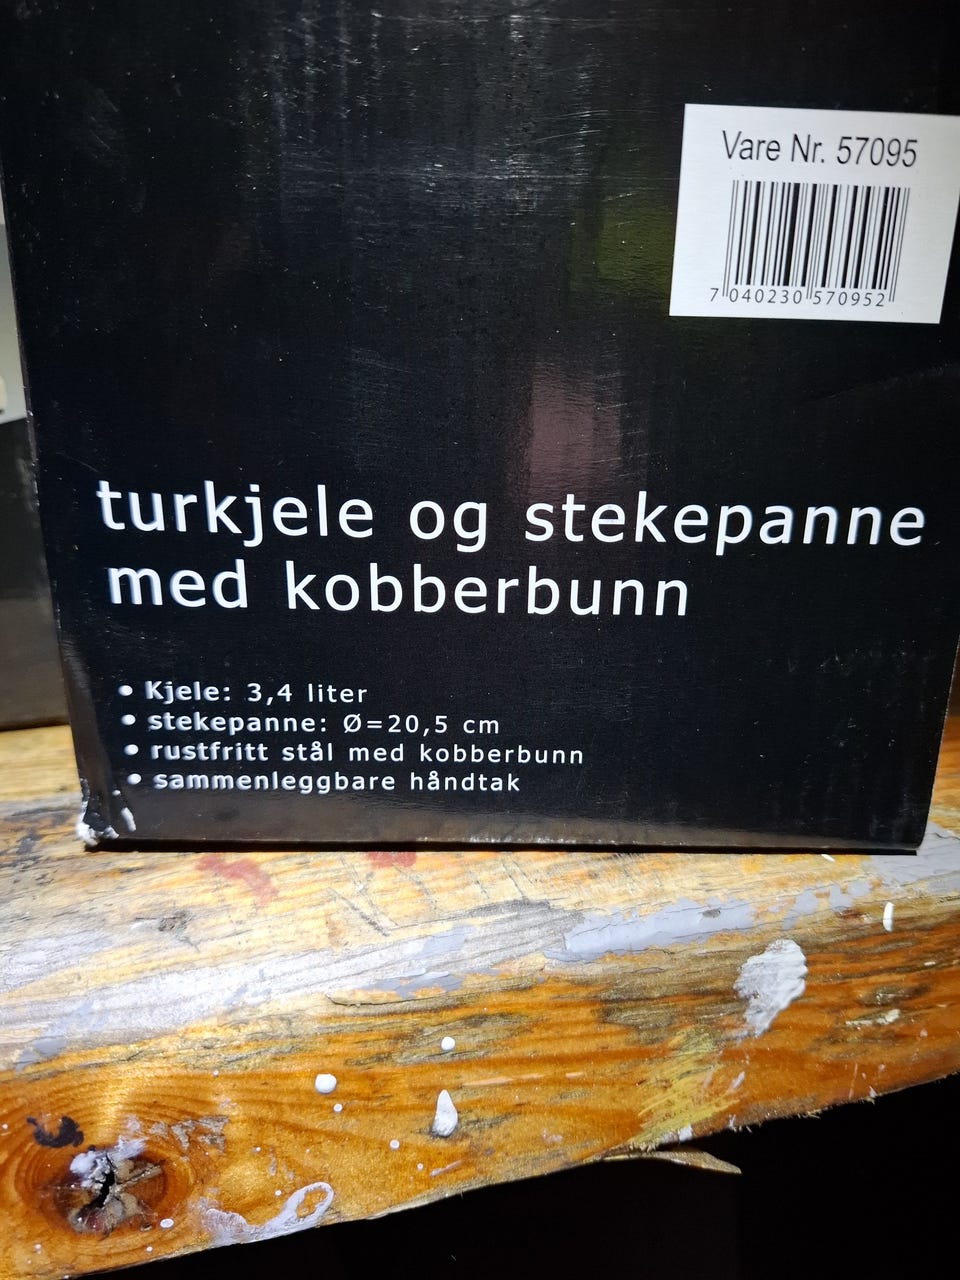 Vare Nr. 57095
7 040230 570952
turkjele og stekepanne
med kobberbunn
• Kjele: 3,4 liter
• stekepanne: Ø=20,5 cm
• rustfritt stål med kobberbunn
• sammenleggbare håndtak